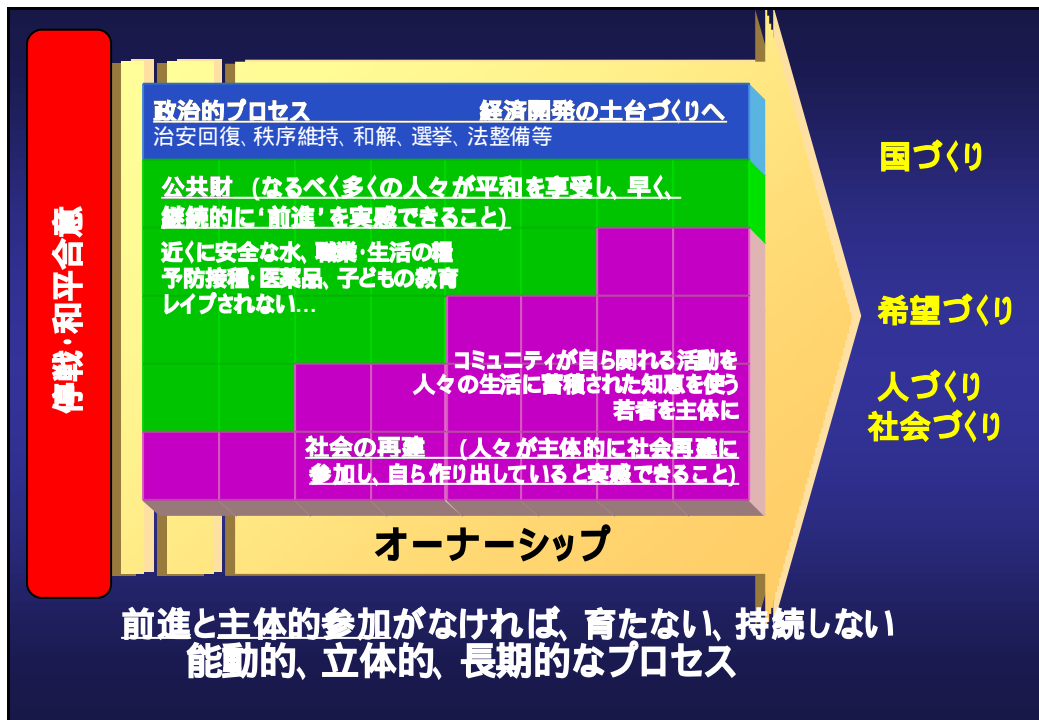 停戦・和平合意
政治的プロセス 経済開発の土台づくりへ
治安回復、秩序維持、和解、選挙、法整備等
公共財 (なるべく多くの人々が平和を享受し、早く、
継続的に‘前進’を実感できること)
近くに安全な水、職業・生活の糧
予防接種・医薬品、子どもの教育
レイプされない…
コミュニティが自ら関れる活動を
人々の生活に蓄積された知恵を使う
若者を主体に
社会の再建 (人々が主体的に社会再建に
参加し、自ら作り出していると実感できること)
オーナーシップ
国づくり
希望づくり
人づくり
社会づくり
前進と主体的参加がなければ、育たない、持続しない
能動的、立体的、長期的なプロセス